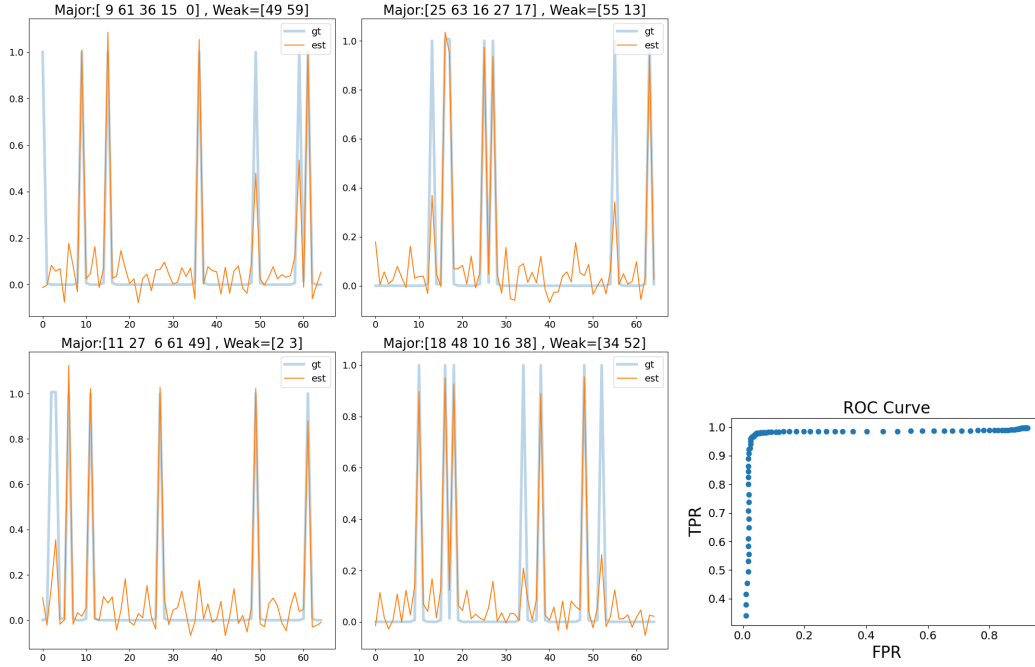 Major:[ 9 61 36 15  0] , Weak=[49 59]
gt
est
1.0
0.8
0.6
0.4
0.2
0.0
0 10 20 30 40 50 60
Major:[25 63 16 27 17] , Weak=[55 13]
gt
est
1.0
0.8
0.6
0.4
0.2
0.0
0 10 20 30 40 50 60
Major:[11 27  6 61 49] , Weak=[2 3]
gt
est
1.0
0.8
0.6
0.4
0.2
0.0
0 10 20 30 40 50 60
Major:[18 48 10 16 38] , Weak=[34 52]
gt
est
1.0
0.8
0.6
0.4
0.2
0.0
0 10 20 30 40 50 60
ROC Curve
1.0
0.9
0.8
0.7
0.6
0.5
0.4
TPR
0.0 0.2 0.4 0.6 0.8
FPR